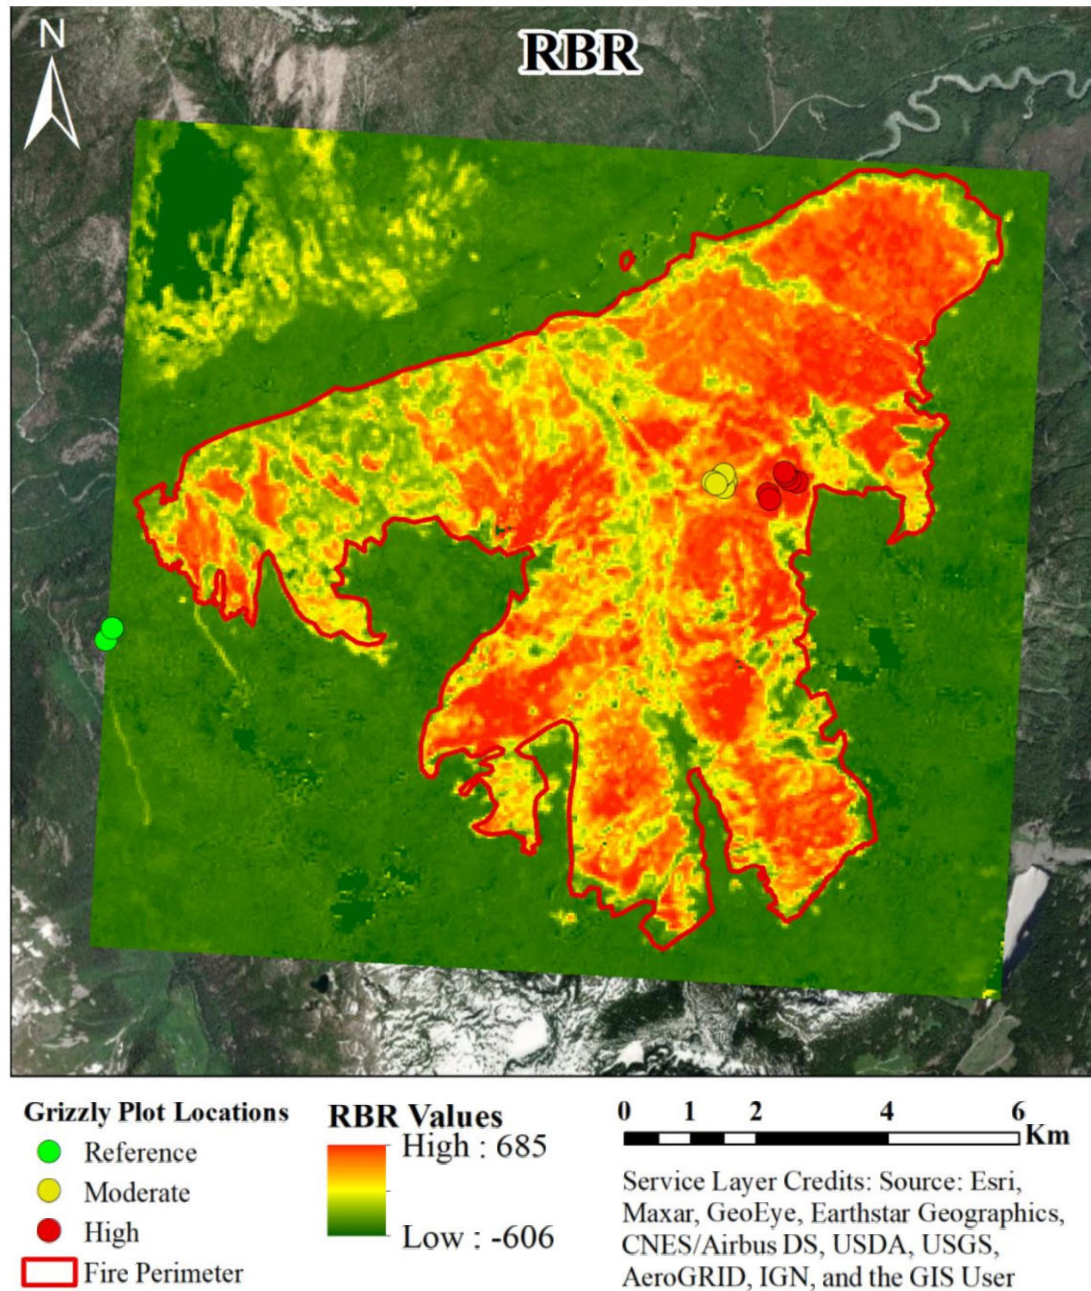 N
RBR
Grizzly Plot Locations
Reference
Moderate
High
Fire Perimeter
RBR Values
High : 685
Low : -606
0 1 2 4 6
Km
Service Layer Credits: Source: Esri,
Maxar, GeoEye, Earthstar Geographics,
CNES/Airbus DS, USDA, USGS,
AeroGRID, IGN, and the GIS User